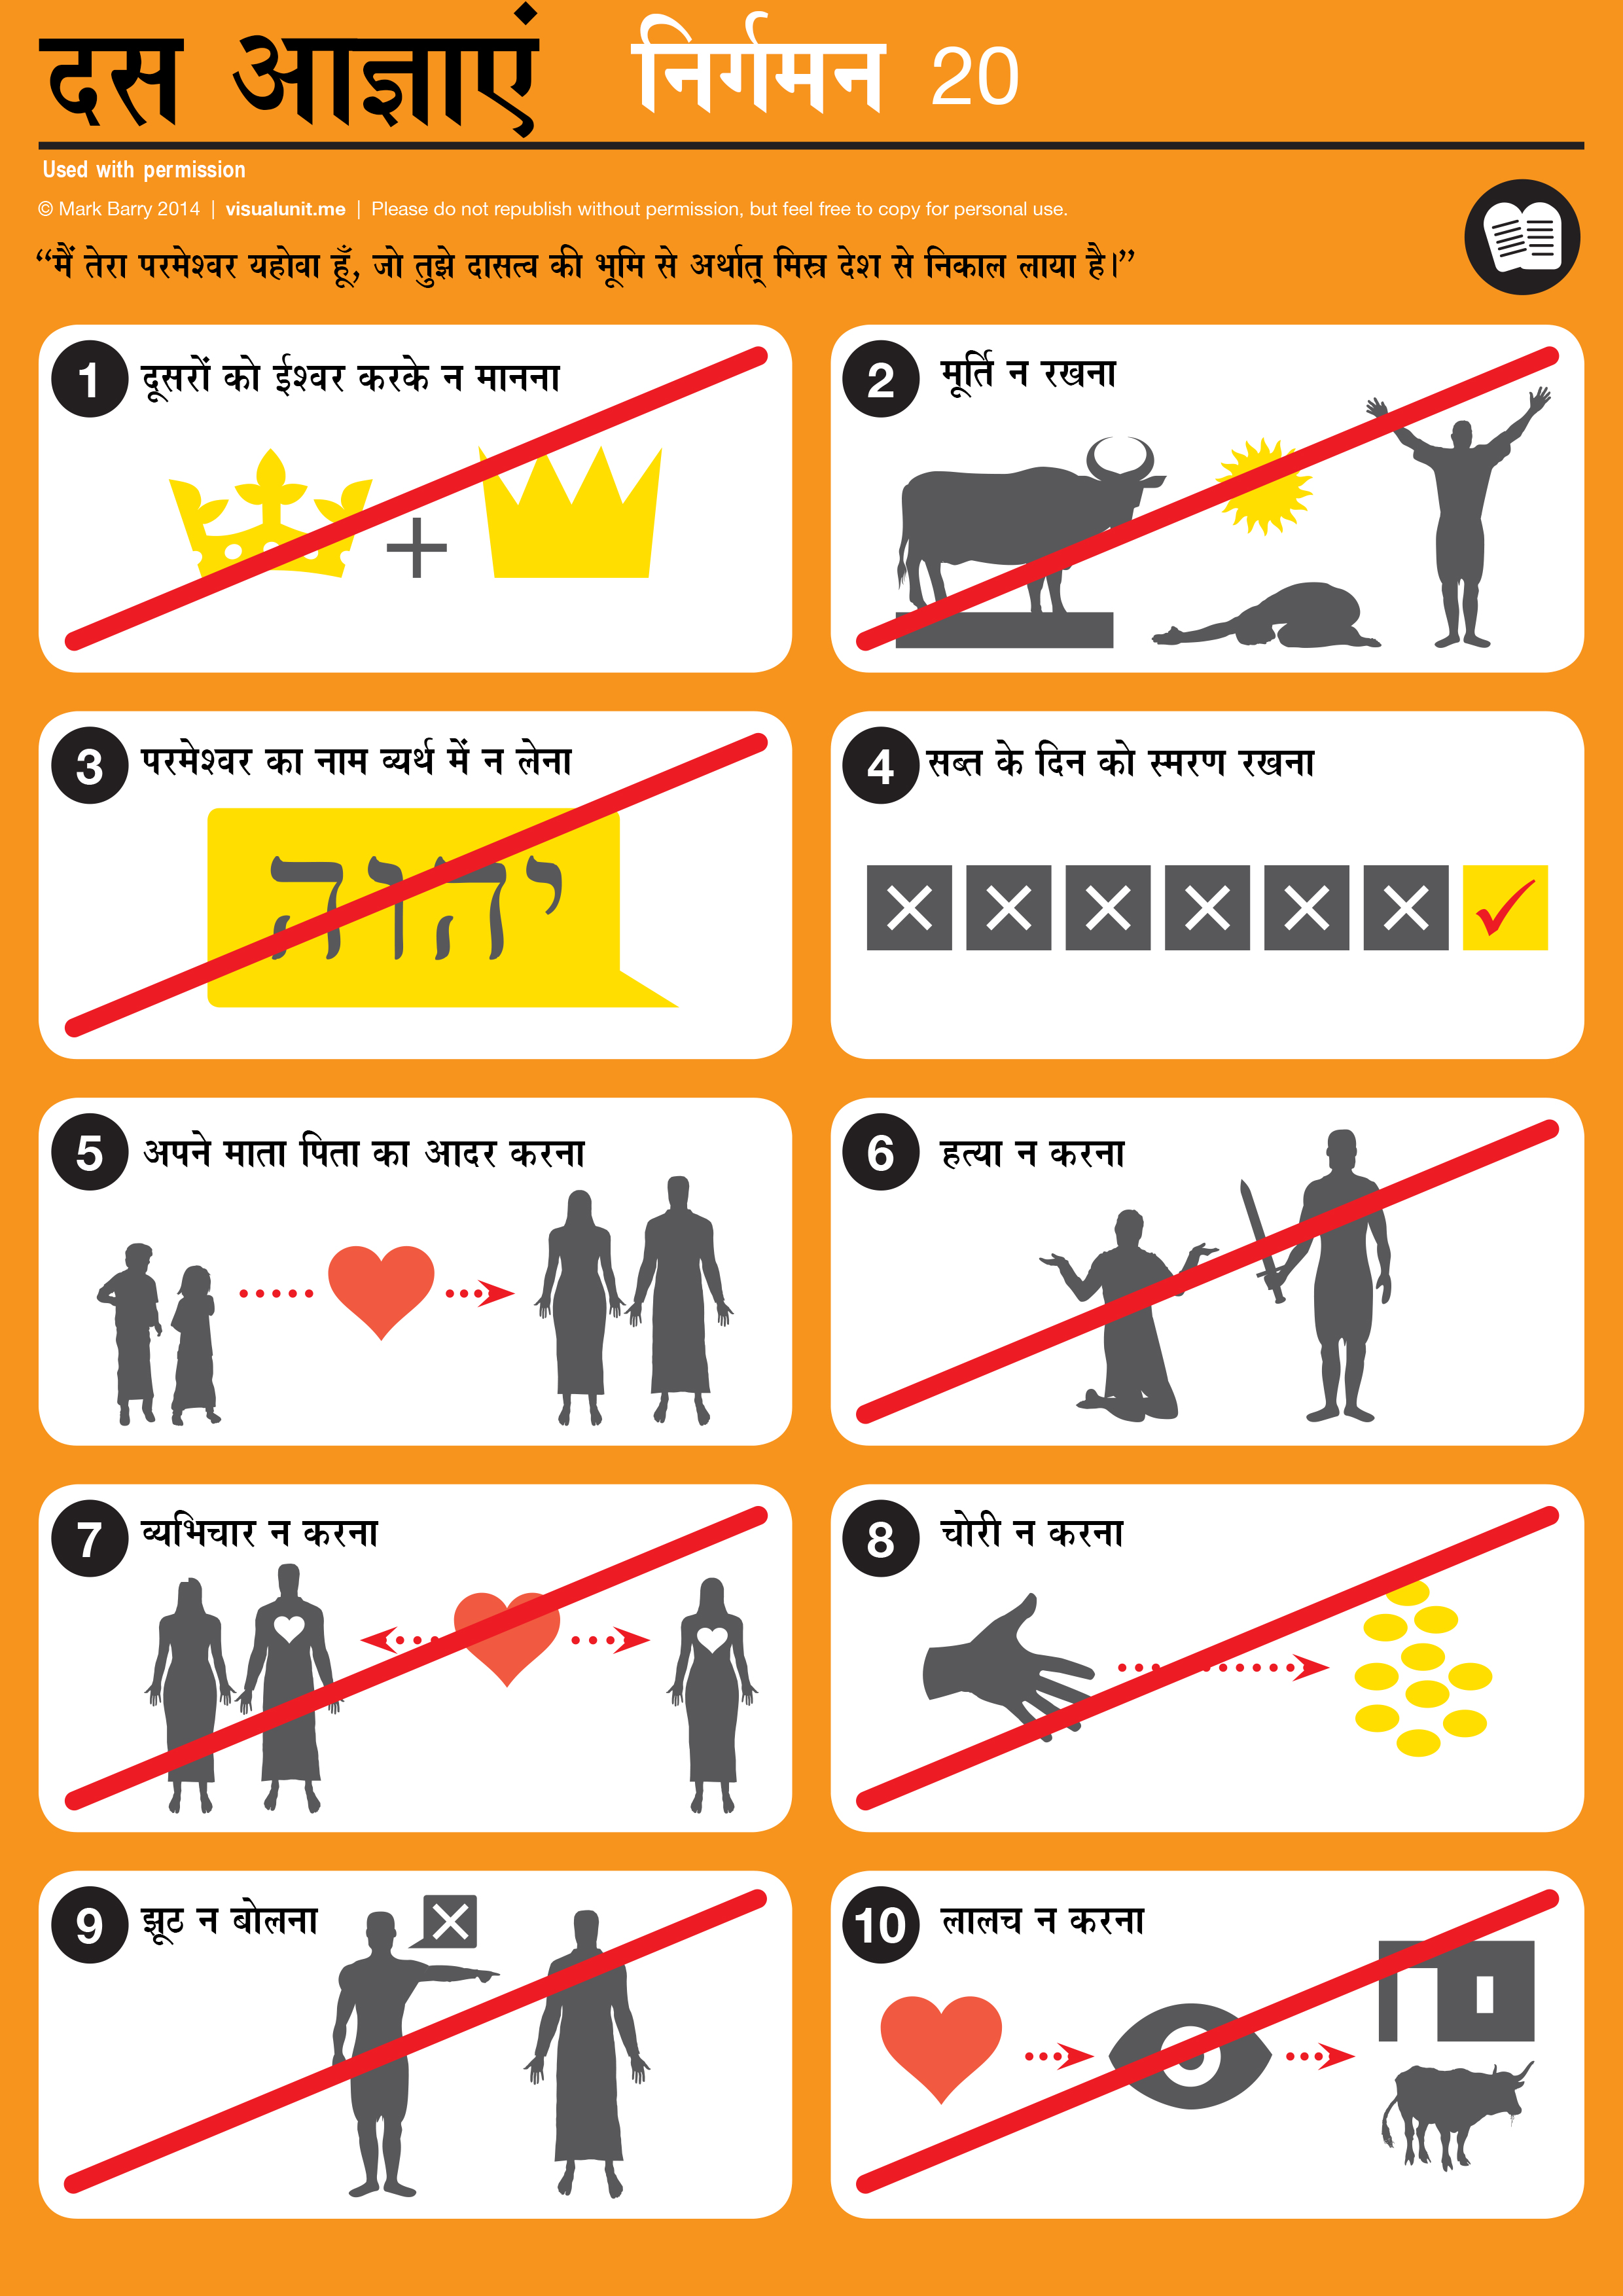 दस आज्ञाएं निर्गमन 20
Used with permission
© Mark Barry 2014 | visualunit.me | Please do not republish without permission, but feel free to copy for personal use.
“मैं तेरा परमेश्वर यहोवा हूँ, जो तुझे दासत्व की भूमि से अर्थात् मिस्र देश से निकाल लाया है।”
1 दूसरों को ईश्वर करके न मानना
+
2 मूर्ति न रखना
3 परमेश्वर का नाम व्यर्थ में न लेना
יהוה
4 सब्त के दिन को स्मरण रखना
5 अपने माता पिता का आदर करना
6 हत्या न करना
7 व्यभिचार न करना
8 चोरी न करना
9 झूठ न बोलना
10 लालच न करना